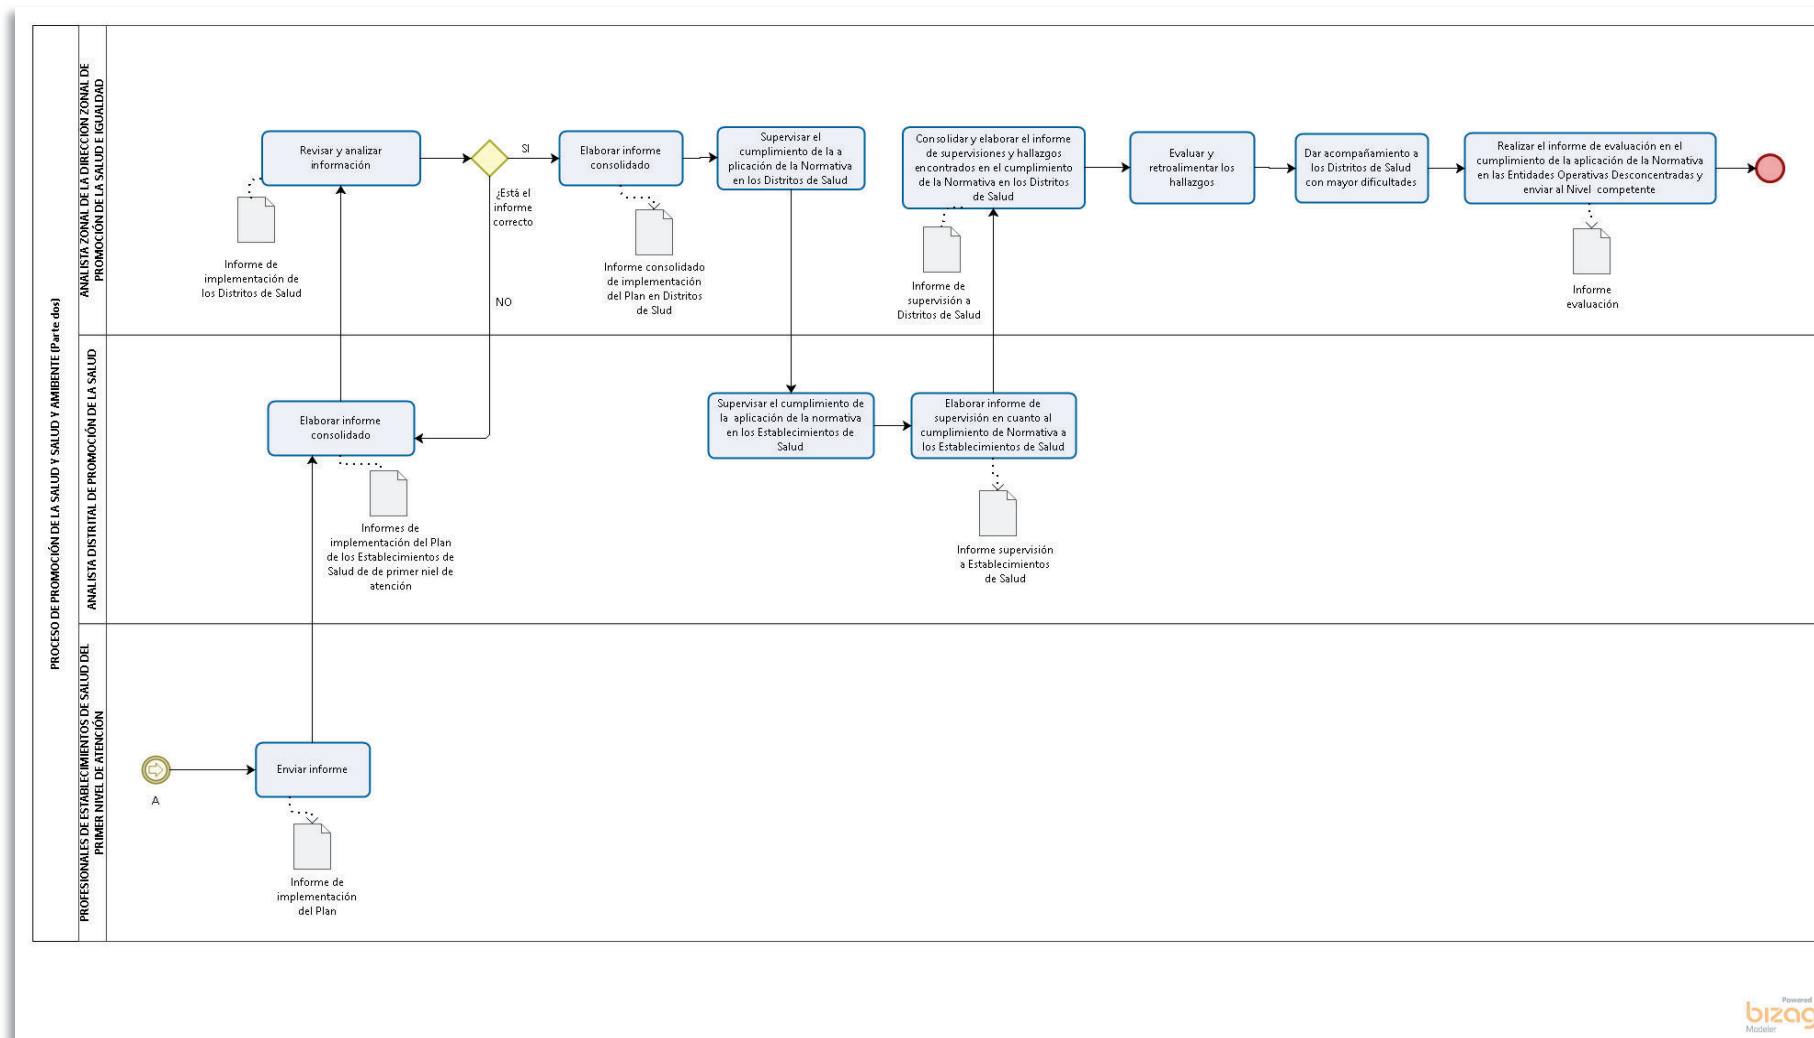 PROCESO DE PROMOCIÓN DE LA SALUD Y SALUD Y AMIBENTE (Parte dos)
ANALISTA ZONAL DE LA DIRECCION ZONAL DE
PROMOCIÓN DE LA SALUD E IGUALDAD
Revisar y analizar
información
Informe de
implementación de
los Distritos de Salud
SI
¿Está el
informe
correcto
NO
Elaborar informe
consolidado
Informe consolidado
de implementación
del Plan en Distritos
de Slud
Supervisar el
cumplimiento de la a
plicación de la Normativa
en los Distritos de Salud
Consolidar y elaborar el informe
de supervisiones y hallazgos
encontrados en el cumplimiento
de la Normativa en los Distritos
de Salud
Informe de
supervisión a
Distritos de Salud
Evaluar y
retroalimentar los
hallazgos
Dar acompañamiento a
los Distritos de Salud
con mayor dificultades
Realizar el informe de evaluación en el
cumplimiento de la aplicación de la Normativa
en las Entidades Operativas Desconcentradas y
enviar al Nivel competente
Informe
evaluación
ANALISTA DISTRITAL DE PROMOCIÓN DE LA SALUD
Elaborar informe
consolidado
Informes de
implementación del Plan
de los Establecimientos de
Salud de de primer niel de
atención
Supervisar el cumplimiento de
la aplicación de la normativa
en los Establecimientos de
Salud
Elaborar informe de
supervisión en cuanto al
cumplimiento de Normativa a
los Establecimientos de Salud
Informe supervisión
a Establecimientos
de Salud
PROFESIONALES DE ESTABLECIMIENTOS DE SALUD DEL
PRIMER NIVEL DE ATENCIÓN
A
Enviar informe
Informe de
implementación
del Plan
Powered
bizag
Modeler